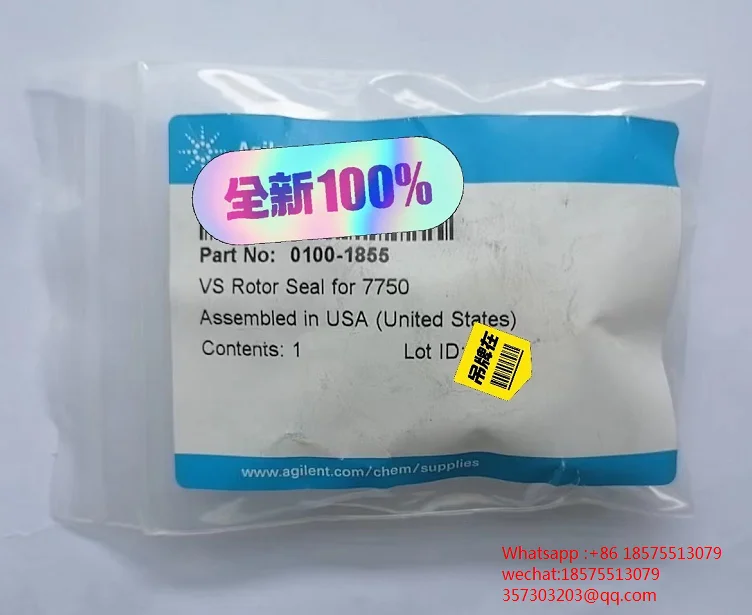 全新100%
Part No: 0100-1855
VS Rotor Seal for 7750
Assembled in USA (United States)
Contents: 1 Lot ID:
吊牌在
www.agilent.com/chem/supplies
Whatsapp :+86 18575513079
wechat:18575513079
357303203@qq.com